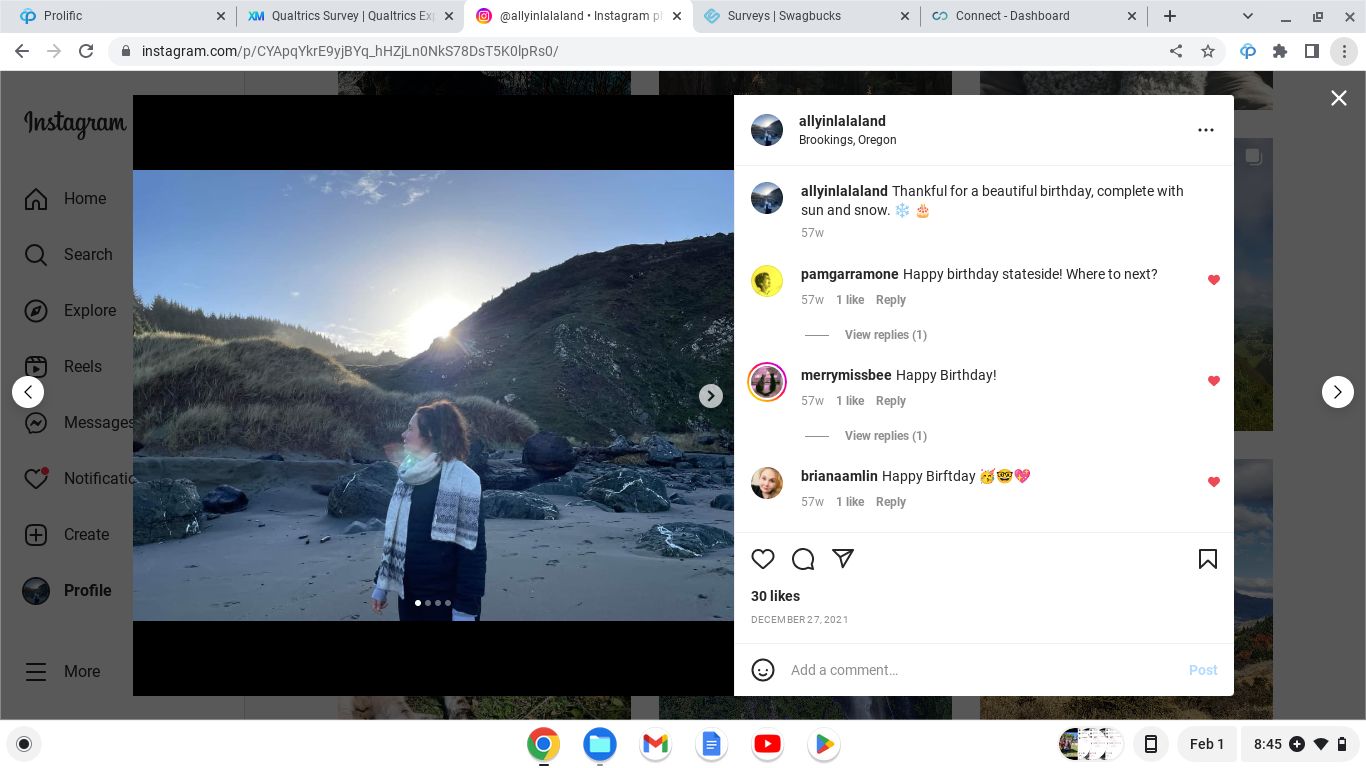 Prolific
Qualtrics Survey | Qualtrics Exp
@allyinlalaland • Instagram ph
Surveys | Swagbucks
Connect - Dashboard
instagram.com/p/CYApqYkrE9yjBYq_hHZjLn0NkS78DsT5K0lpRs0/
Instagram
Home
Search
Explore
Reels
Messages
Notificatic
Create
Profile
More
allyinlalaland
Brookings, Oregon
allyinlalaland Thankful for a beautiful birthday, complete with
sun and snow. ❄️ 🎂
57w
pamgarramone Happy birthday stateside! Where to next?
57w 1 like Reply
View replies (1)
merrymissbee Happy Birthday!
57w 1 like Reply
View replies (1)
brianaamlin Happy Birftday 🥳🤓💖
57w 1 like Reply
30 likes
DECEMBER 27, 2021
Add a comment…
Post
Feb 1
8:45